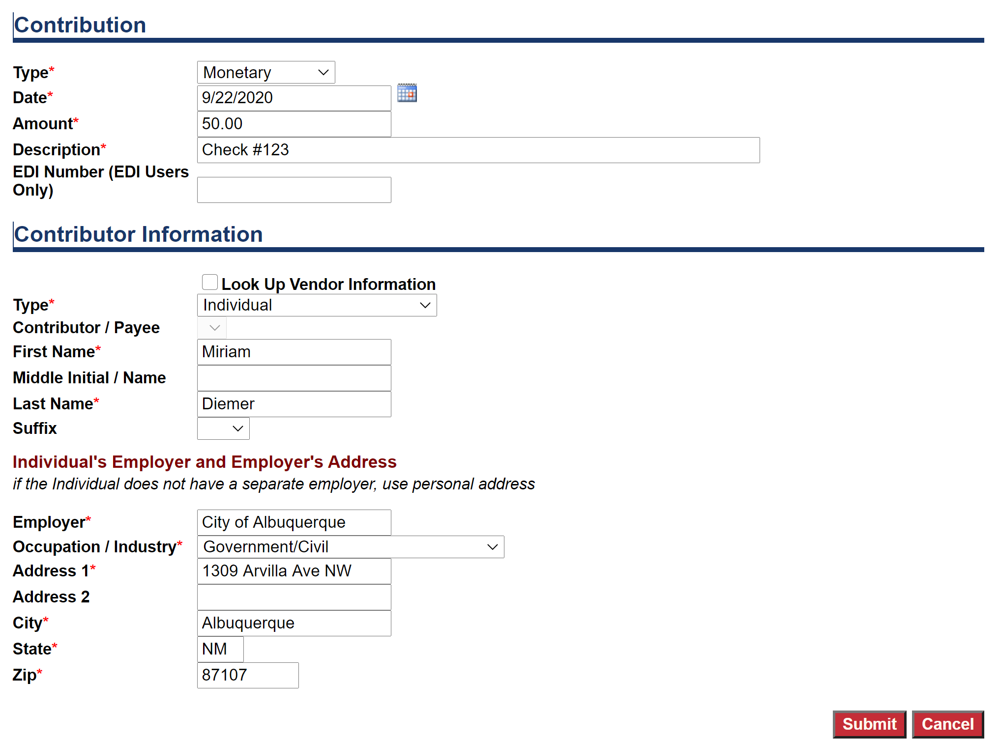 Contribution
Type* Monetary
Date* 9/22/2020
Amount* 50.00
Description* Check #123
EDI Number (EDI Users
Only)
Contributor Information
Look Up Vendor Information
Type* Individual
Contributor / Payee
First Name* Miriam
Middle Initial / Name
Last Name* Diemer
Suffix
Individual's Employer and Employer's Address
if the Individual does not have a separate employer, use personal address
Employer* City of Albuquerque
Occupation / Industry* Government/Civil
Address 1* 1309 Arvilla Ave NW
Address 2
City* Albuquerque
State* NM
Zip* 87107
Submit Cancel